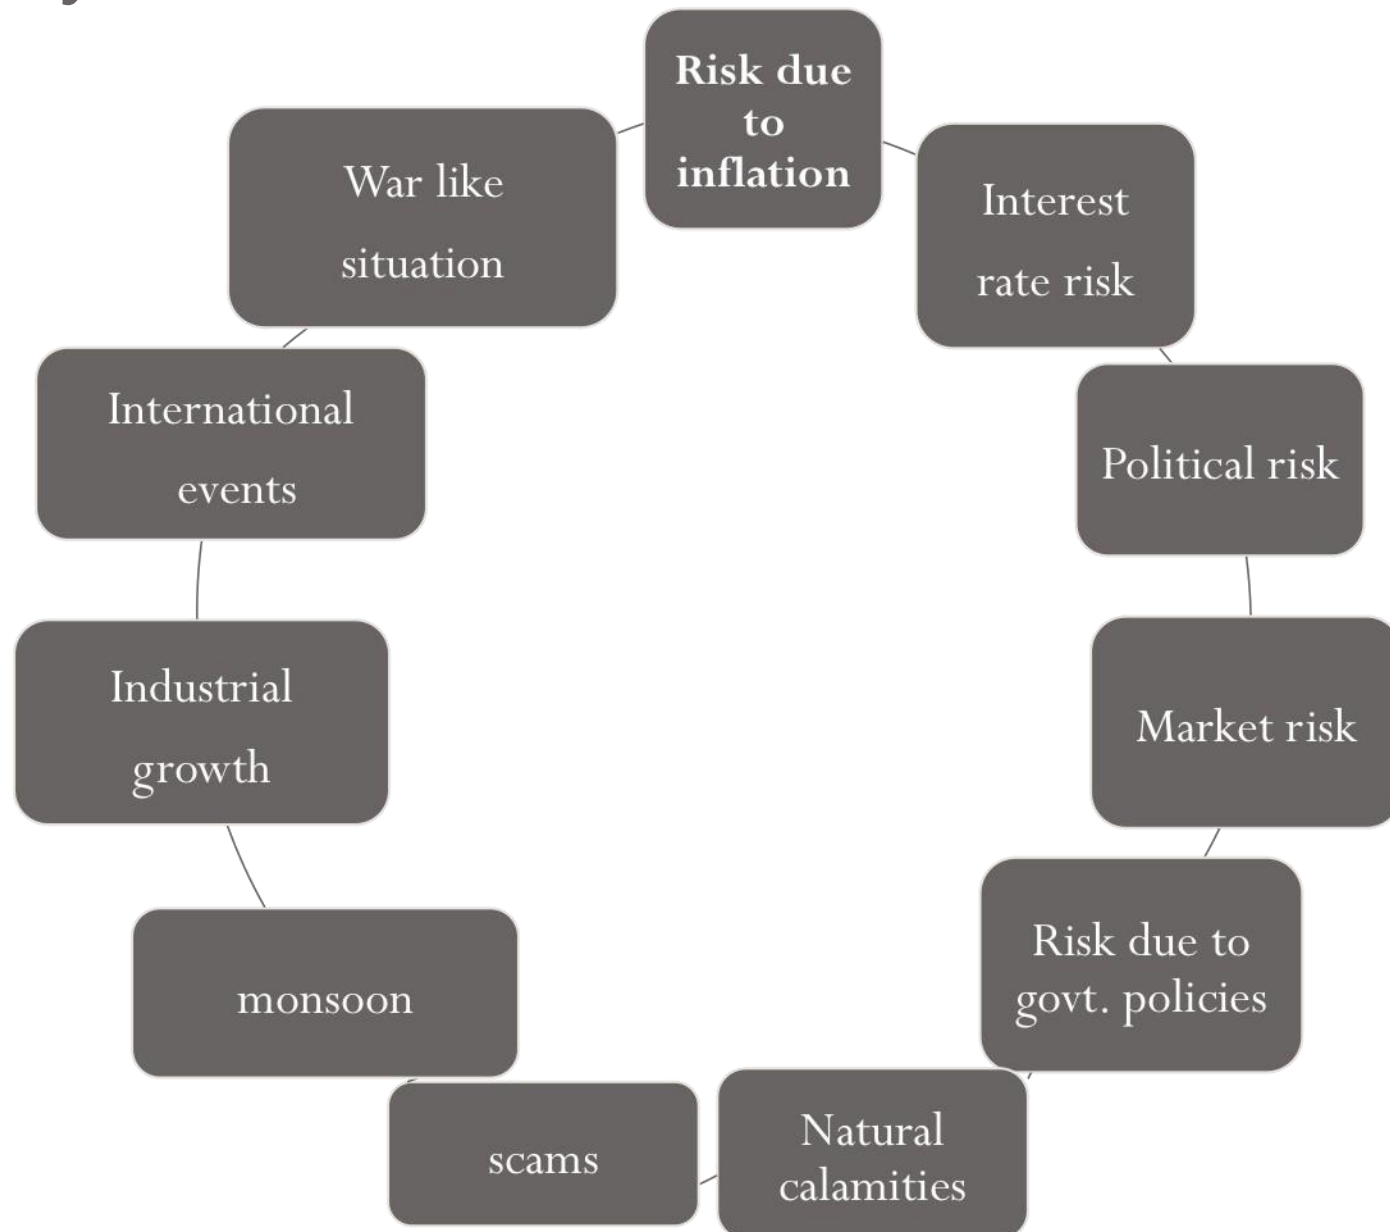 Risk due
to
inflation
Interest
rate risk
Political risk
Market risk
Risk due to
govt. policies
Natural
calamities
scams
monsoon
Industrial
growth
International
events
War like
situation